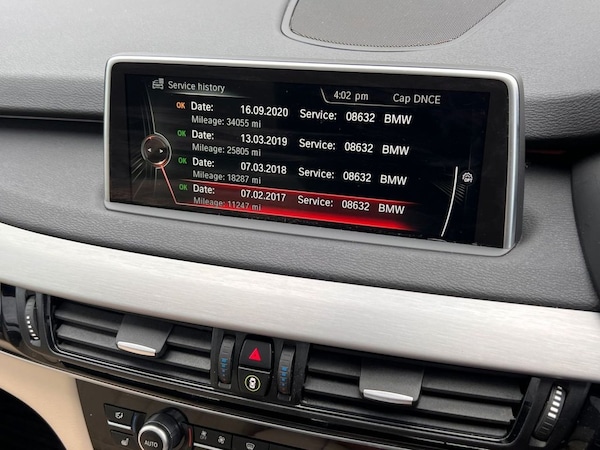 Service history
4:02 pm Cap DNCE
OK Date: 16.09.2020 Service: 08632 BMW
Mileage: 34055 mi
OK Date: 13.03.2019 Service: 08632 BMW
Mileage: 25805 mi
OK Date: 07.03.2018 Service: 08632 BMW
Mileage: 18287 mi
OK Date: 07.02.2017 Service: 08632 BMW
Mileage: 11247 mi
AUTO